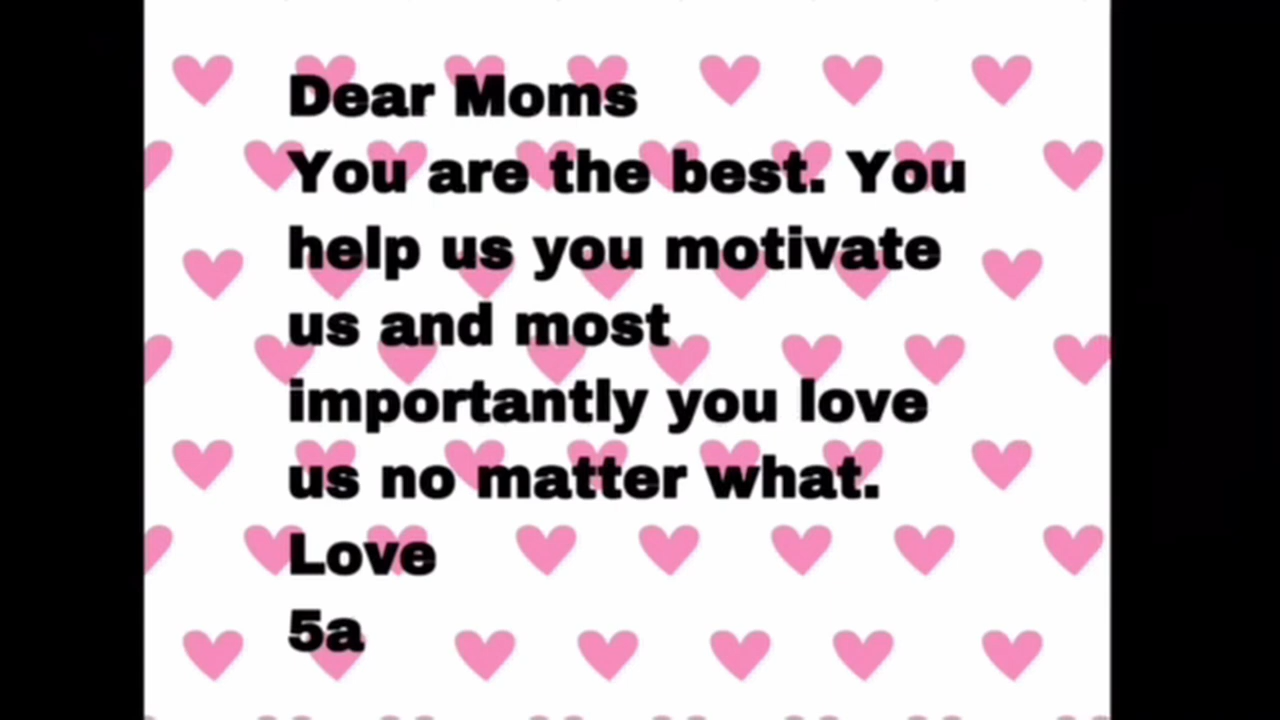 Dear Moms
You are the best. You
help us you motivate
us and most
importantly you love
us no matter what.
Love
5a